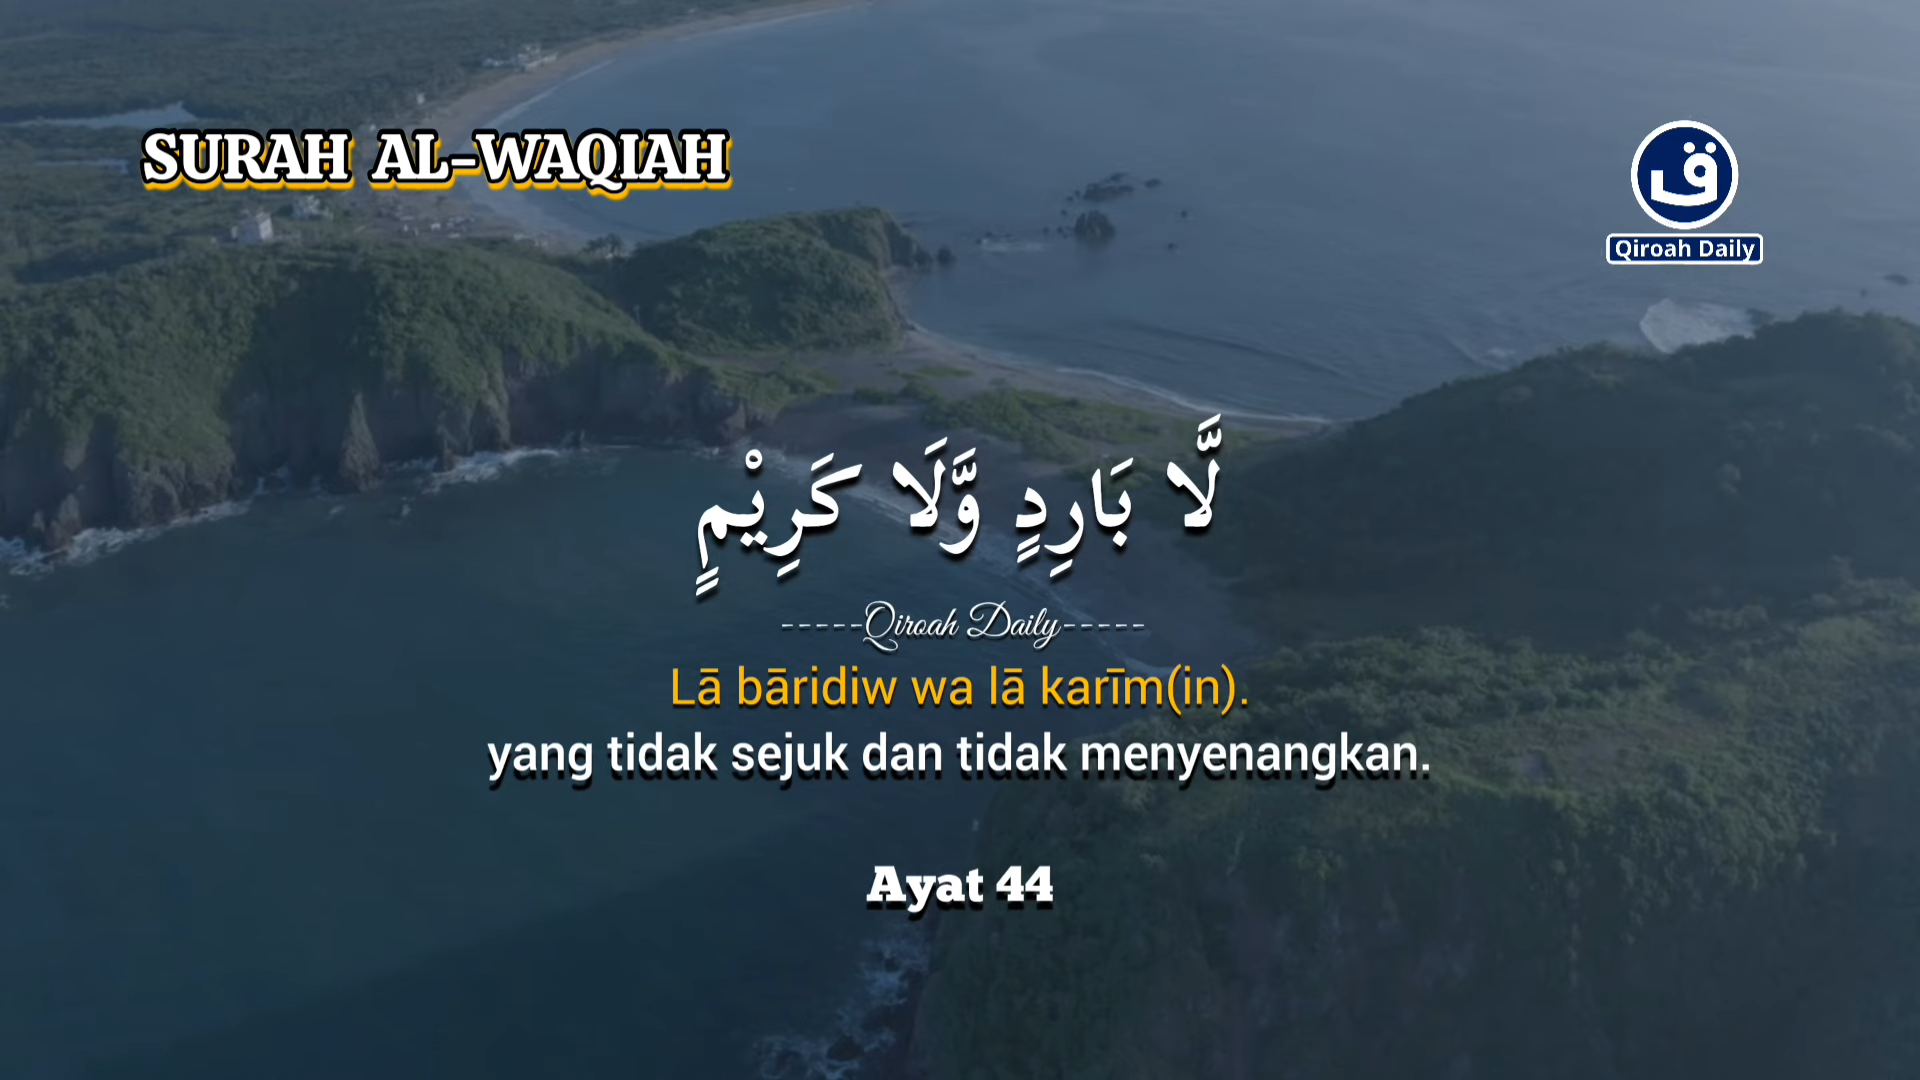 SURAH AL-WAQIAH
ق
Qiroah Daily
لَّا بَارِدٍ وَّلَا كَرِيْمٍ
-----Qiroah Daily-----
Lā bāridiw wa lā karīm(in).
yang tidak sejuk dan tidak menyenangkan.
Ayat 44